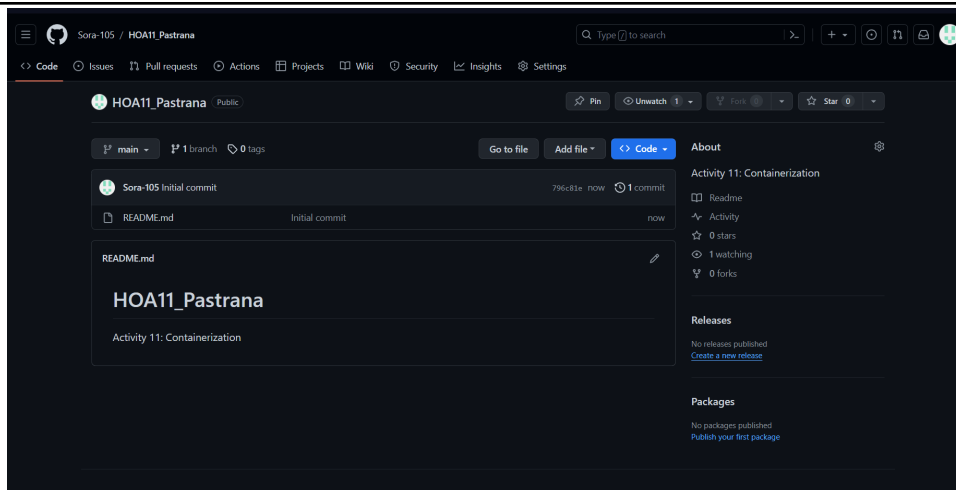 Sora-105 / HOA11_Pastrana
Type / to search
Code Issues Pull requests Actions Projects Wiki Security Insights Settings
HOA11_Pastrana Public
Pin Unwatch 1 Fork 0 Star 0
main 1 branch 0 tags Go to file Add file Code
Sora-105 Initial commit 796c81e now 1 commit
README.md Initial commit now
README.md
HOA11_Pastrana
Activity 11: Containerization
About
Activity 11: Containerization
Readme
Activity
0 stars
1 watching
0 forks
Releases
No releases published
Create a new release
Packages
No packages published
Publish your first package